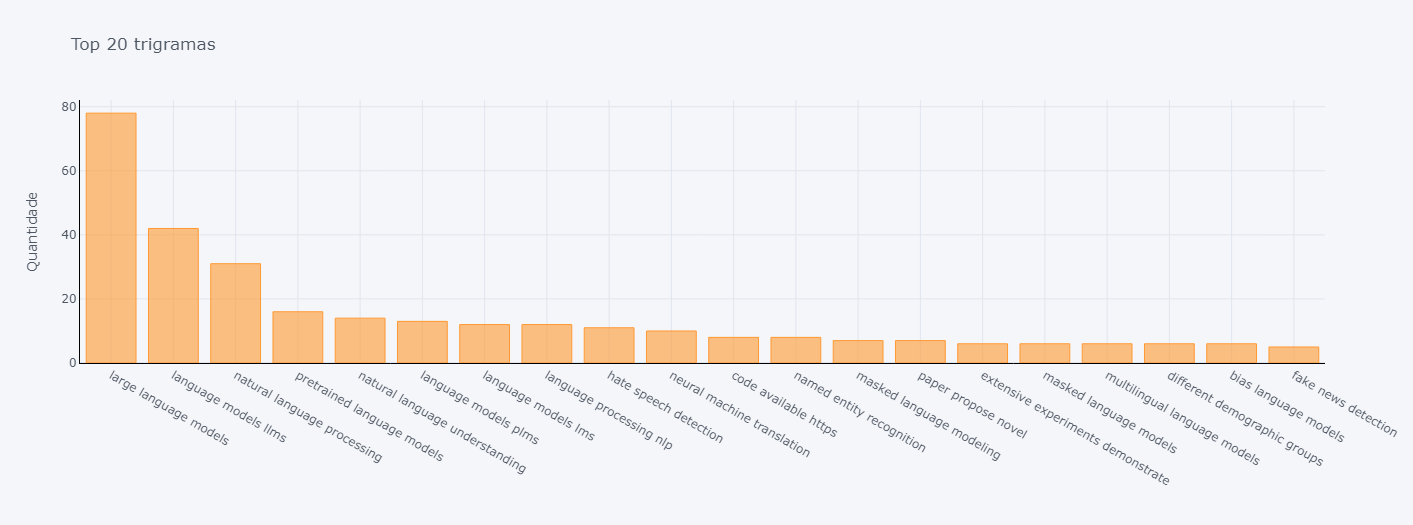 Top 20 trigramas
Quantidade
80
60
40
20
0
large language models
language models llms
natural language processing
pretrained language models
natural language understanding
language models plms
language models lms
language processing nlp
hate speech detection
neural machine translation
code available https
named entity recognition
masked language modeling
paper propose novel
extensive experiments demonstrate
masked language models
multilingual language models
different demographic groups
bias language models
fake news detection